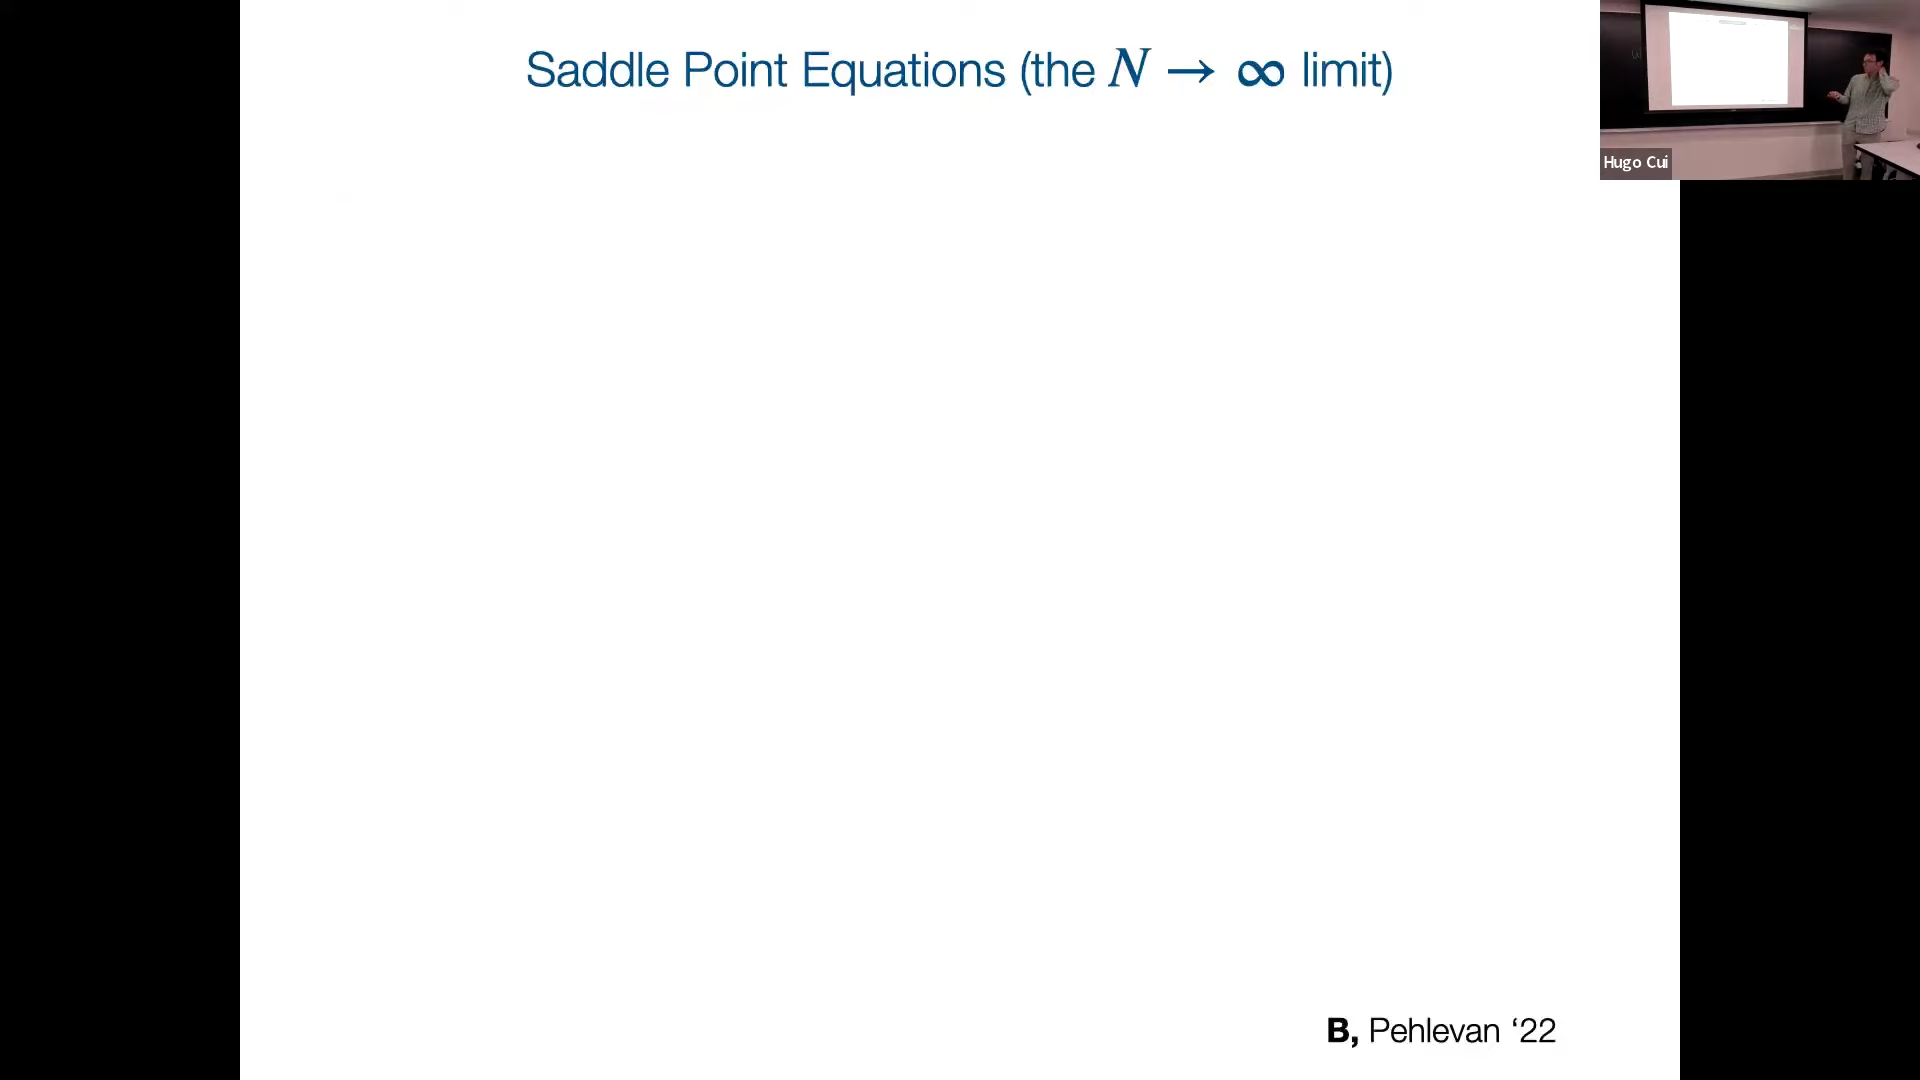 Saddle Point Equations (the N → ∞ limit)
Hugo Cui
B, Pehlevan ‘22